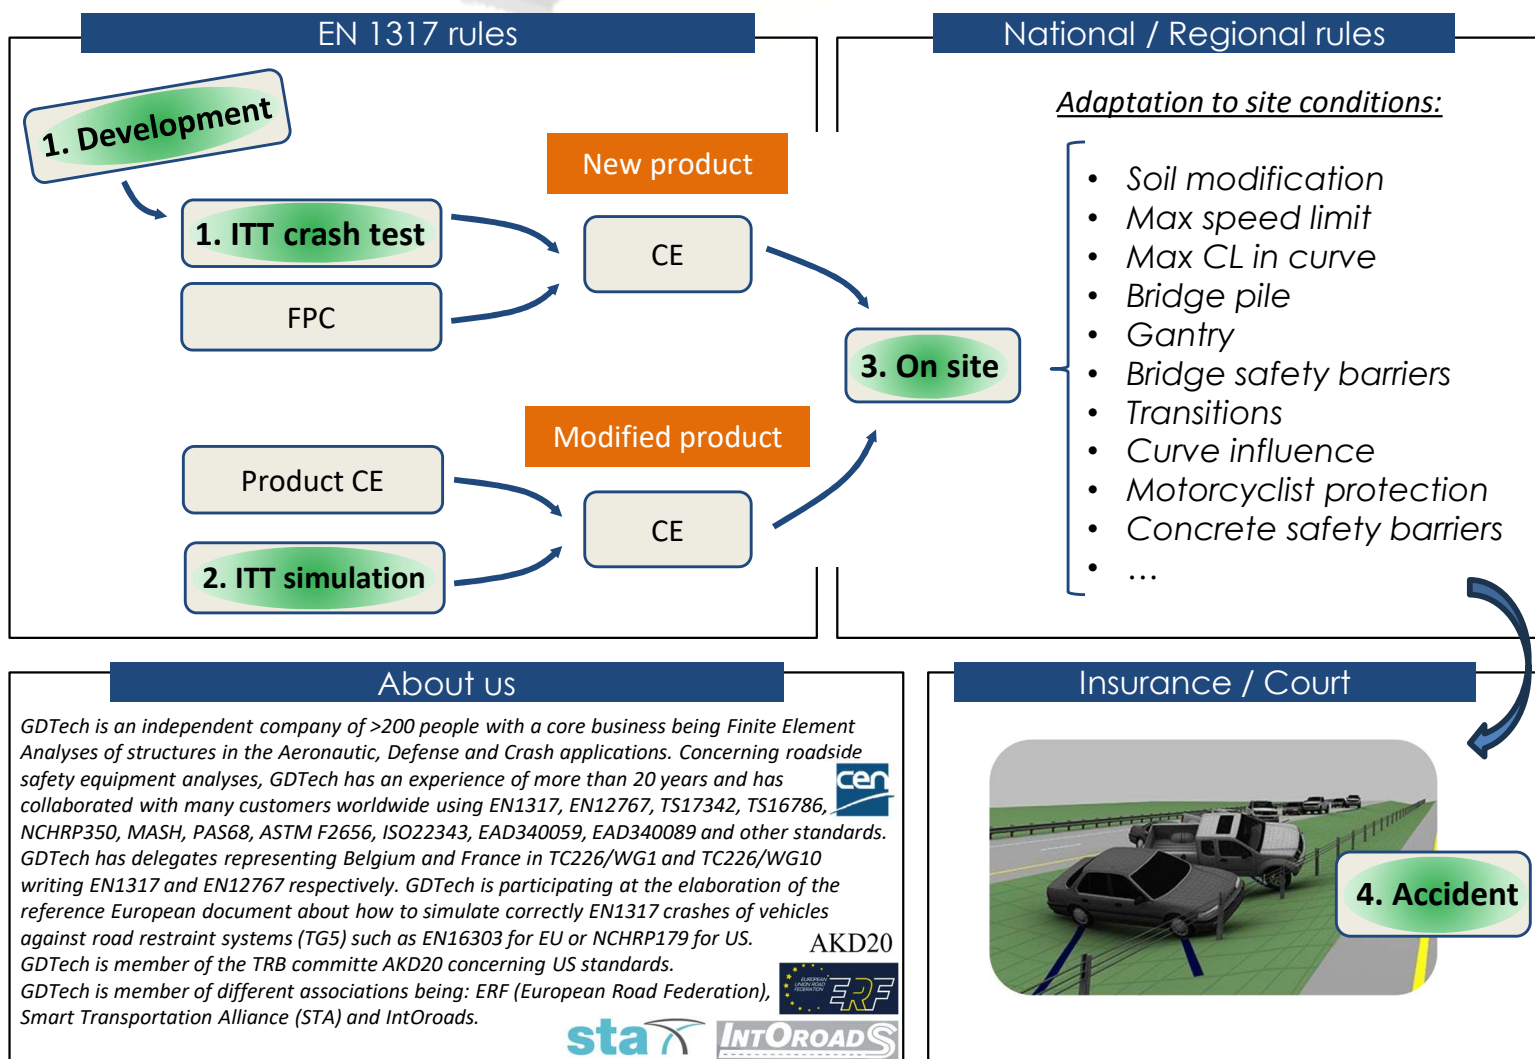 EN 1317 rules
1. Development
New product
1. ITT crash test
CE
FPC
Modified product
Product CE
CE
2. ITT simulation
3. On site
National / Regional rules
Adaptation to site conditions:
• Soil modification
• Max speed limit
• Max CL in curve
• Bridge pile
• Gantry
• Bridge safety barriers
• Transitions
• Curve influence
• Motorcyclist protection
• Concrete safety barriers
• …
About us
GDTech is an independent company of >200 people with a core business being Finite Element
Analyses of structures in the Aeronautic, Defense and Crash applications. Concerning roadside
safety equipment analyses, GDTech has an experience of more than 20 years and has
collaborated with many customers worldwide using EN1317, EN12767, TS17342, TS16786,
NCHRP350, MASH, PAS68, ASTM F2656, ISO22343, EAD340059, EAD340089 and other standards.
GDTech has delegates representing Belgium and France in TC226/WG1 and TC226/WG10
writing EN1317 and EN12767 respectively. GDTech is participating at the elaboration of the
reference European document about how to simulate correctly EN1317 crashes of vehicles
against road restraint systems (TG5) such as EN16303 for EU or NCHRP179 for US.
GDTech is member of the TRB committe AKD20 concerning US standards.
GDTech is member of different associations being: ERF (European Road Federation),
Smart Transportation Alliance (STA) and IntOroads.
cen
AKD20
EUROPEAN
UNION ROAD
FEDERATION
ERF
sta
INTOROADS
Insurance / Court
4. Accident